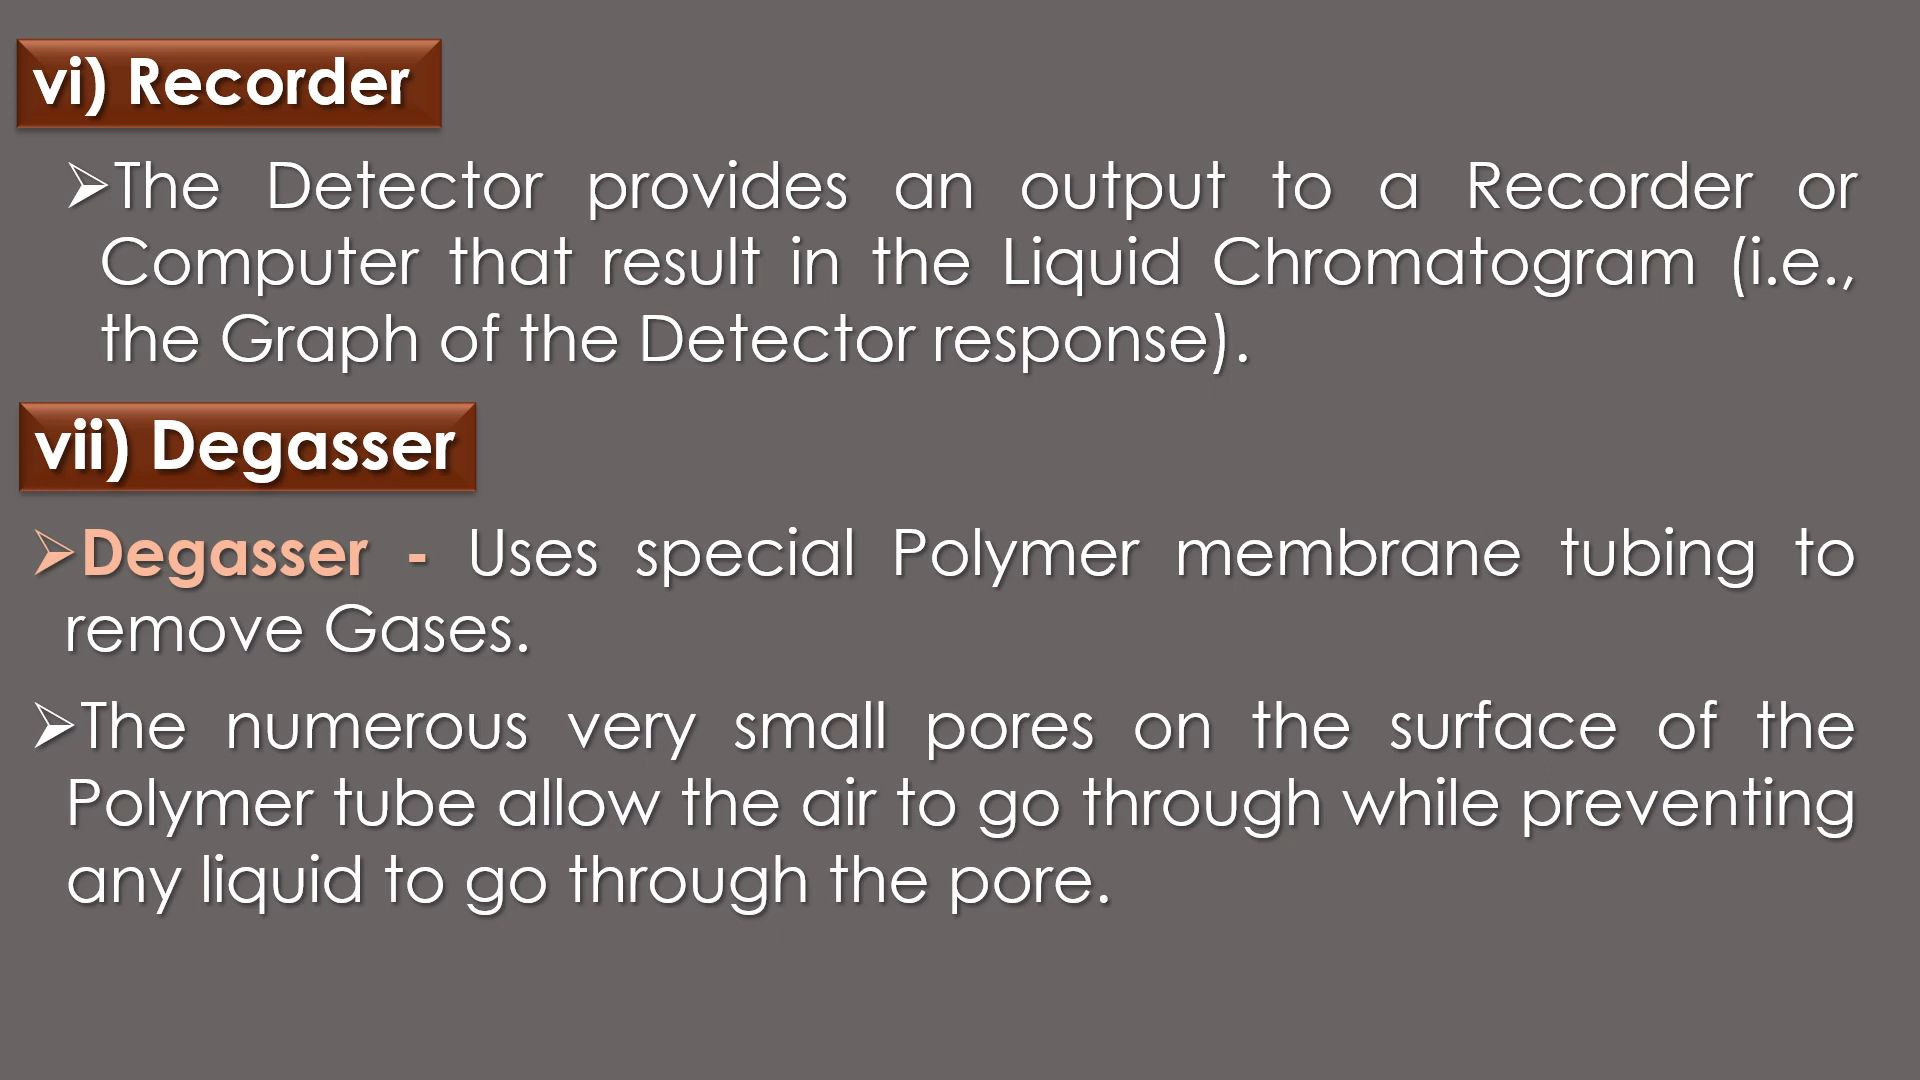 vi) Recorder
➢The Detector provides an output to a Recorder or
Computer that result in the Liquid Chromatogram (i.e.,
the Graph of the Detector response).
vii) Degasser
➢Degasser - Uses special Polymer membrane tubing to
remove Gases.
➢The numerous very small pores on the surface of the
Polymer tube allow the air to go through while preventing
any liquid to go through the pore.